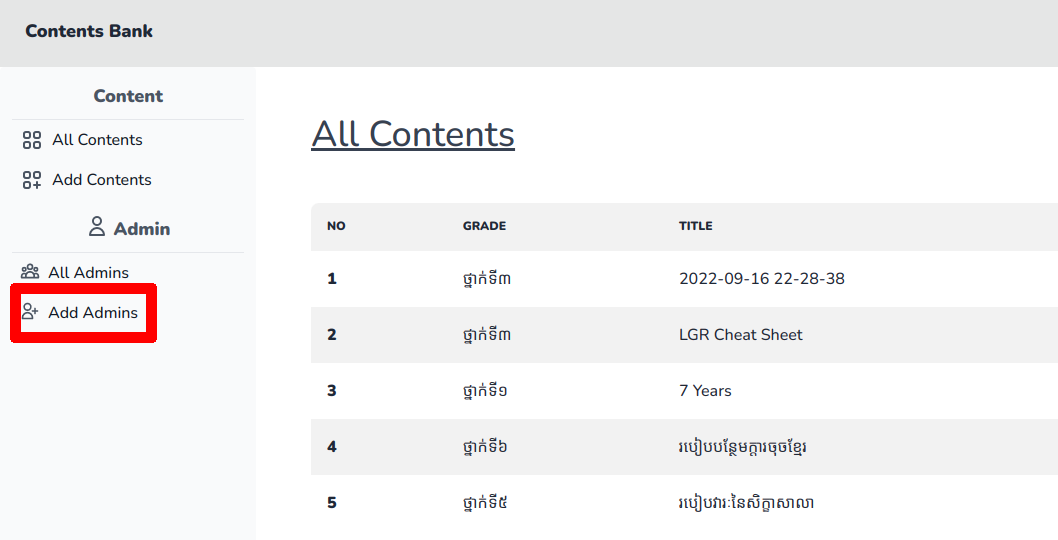 Contents Bank
Content
All Contents
Add Contents
Admin
All Admins
Add Admins
All Contents
NO GRADE TITLE
1 ថ្នាក់ទី៣ 2022-09-16 22-28-38
2 ថ្នាក់ទី៣ LGR Cheat Sheet
3 ថ្នាក់ទី១ 7 Years
4 ថ្នាក់ទី៦ របៀបបន្ថែមក្តារចុចខ្មែរ
5 ថ្នាក់ទី៥ របៀបវារៈនៃសិក្ខាសាលា